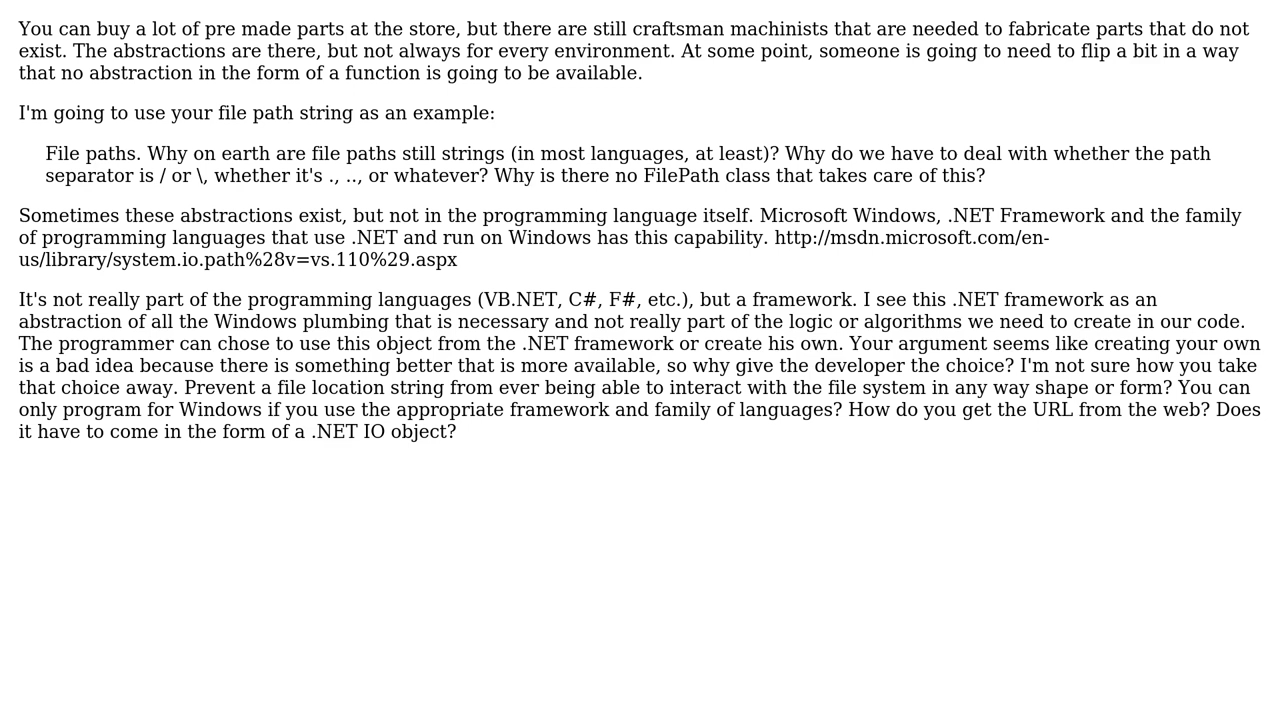 You can buy a lot of pre made parts at the store, but there are still craftsman machinists that are needed to fabricate parts that do not
exist. The abstractions are there, but not always for every environment. At some point, someone is going to need to flip a bit in a way
that no abstraction in the form of a function is going to be available.
I'm going to use your file path string as an example:
File paths. Why on earth are file paths still strings (in most languages, at least)? Why do we have to deal with whether the path
separator is / or \, whether it's ., .., or whatever? Why is there no FilePath class that takes care of this?
Sometimes these abstractions exist, but not in the programming language itself. Microsoft Windows, .NET Framework and the family
of programming languages that use .NET and run on Windows has this capability. http://msdn.microsoft.com/en-
us/library/system.io.path%28v=vs.110%29.aspx
It's not really part of the programming languages (VB.NET, C#, F#, etc.), but a framework. I see this .NET framework as an
abstraction of all the Windows plumbing that is necessary and not really part of the logic or algorithms we need to create in our code.
The programmer can chose to use this object from the .NET framework or create his own. Your argument seems like creating your own
is a bad idea because there is something better that is more available, so why give the developer the choice? I'm not sure how you take
that choice away. Prevent a file location string from ever being able to interact with the file system in any way shape or form? You can
only program for Windows if you use the appropriate framework and family of languages? How do you get the URL from the web? Does
it have to come in the form of a .NET IO object?